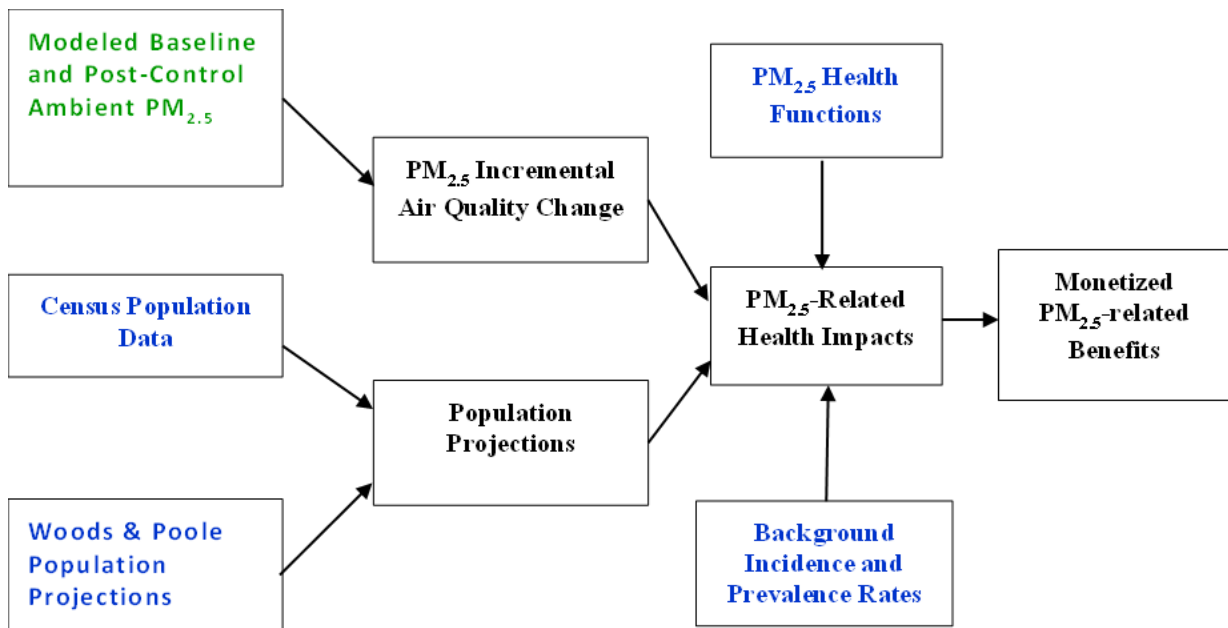 Modeled Baseline
and Post-Control
Ambient PM2.5
PM2.5 Health
Functions
PM2.5 Incremental
Air Quality Change
Census Population
Data
PM2.5-Related
Health Impacts
Monetized
PM2.5-related
Benefits
Population
Projections
Woods & Poole
Population
Projections
Background
Incidence and
Prevalence Rates